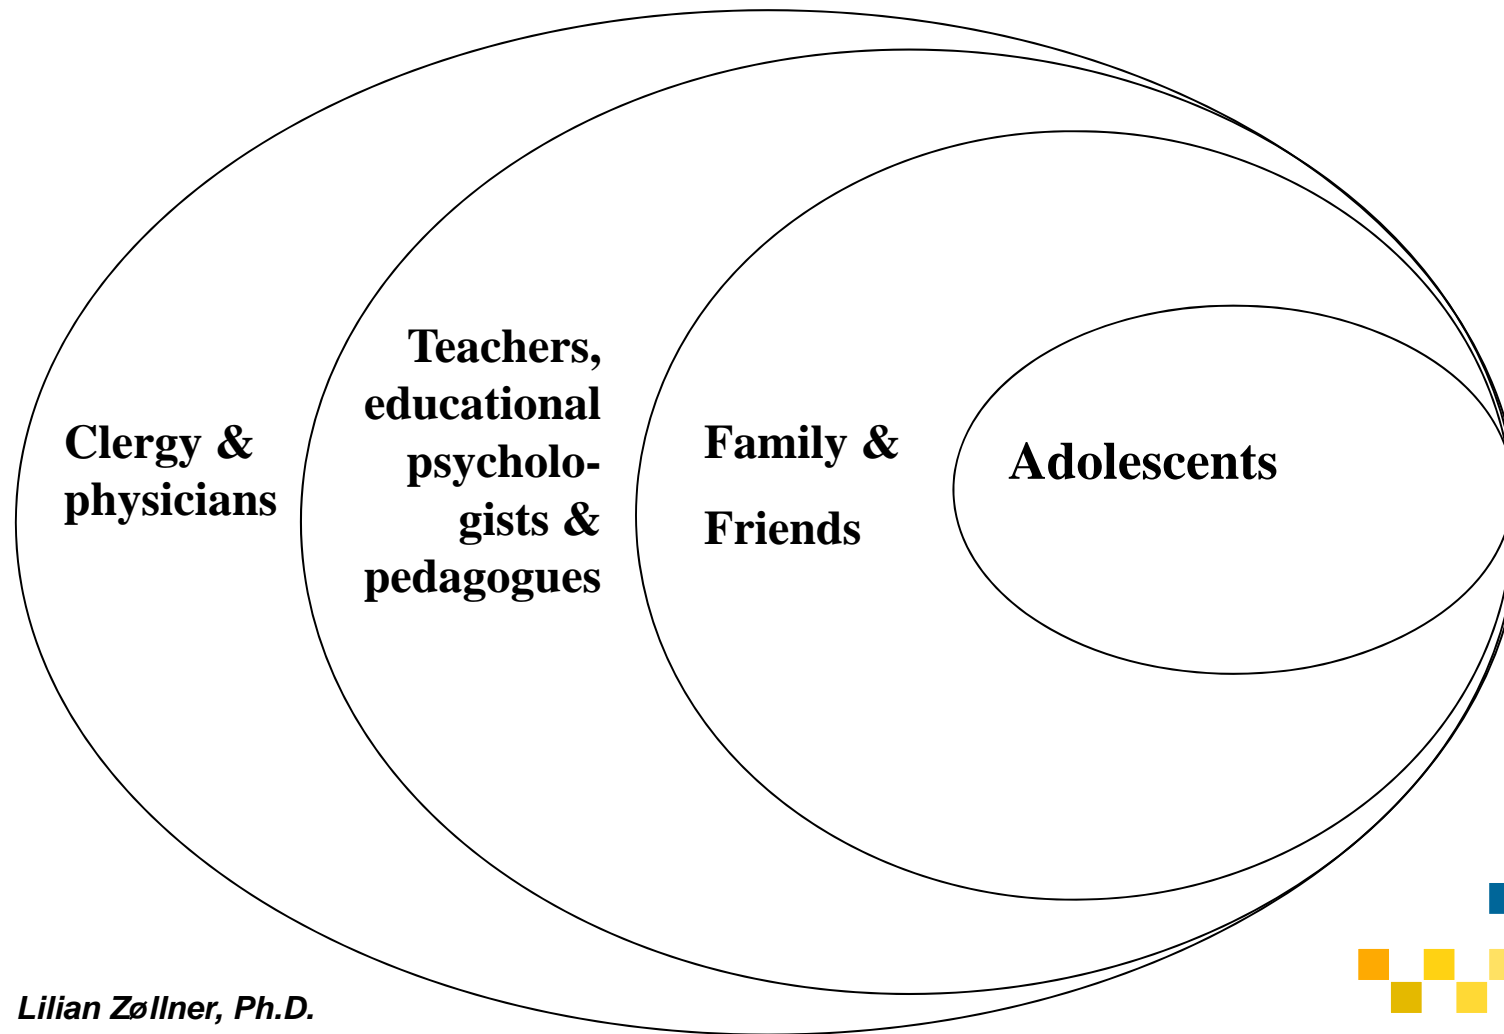 Clergy &
physicians
Teachers,
educational
psycholo-
gists &
pedagogues
Family &
Friends
Adolescents
Lilian Zøllner, Ph.D.